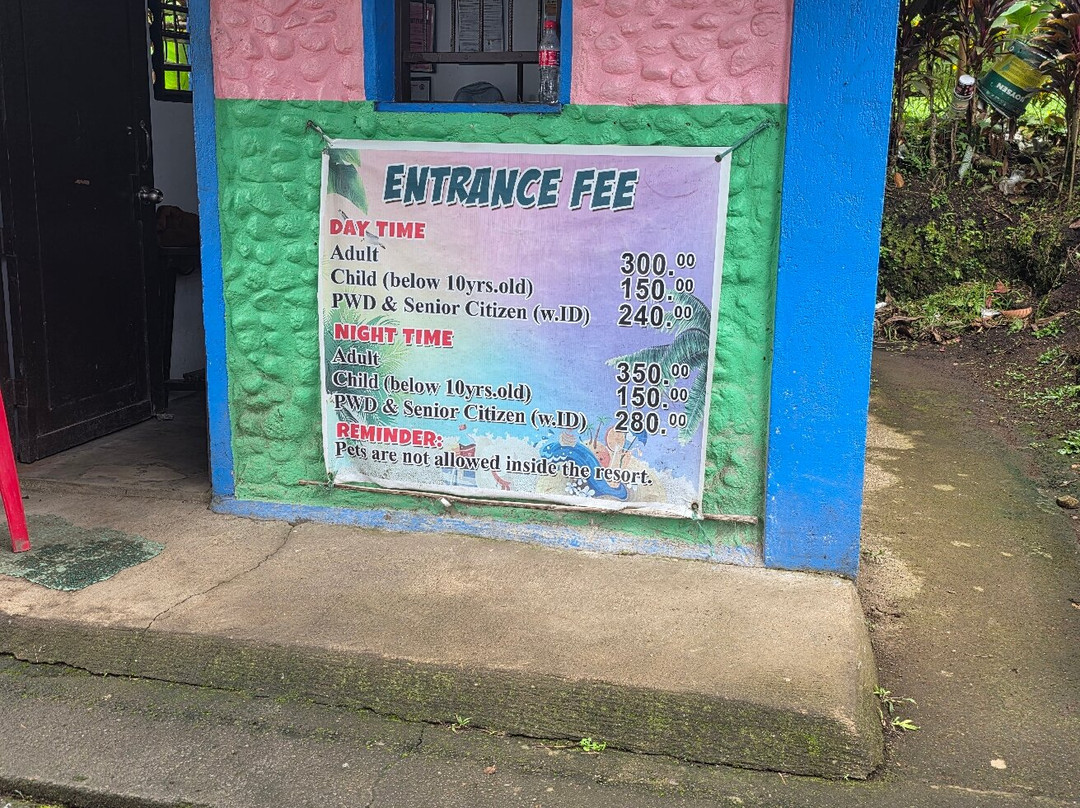 ENTRANCE FEE
DAY TIME
Adult 300.00
Child (below 10yrs.old) 150.00
PWD & Senior Citizen (w.ID) 240.00
NIGHT TIME
Adult 350.00
Child (below 10yrs.old) 150.00
PWD & Senior Citizen (w.ID) 280.00
REMINDER:
Pets are not allowed inside the resort.